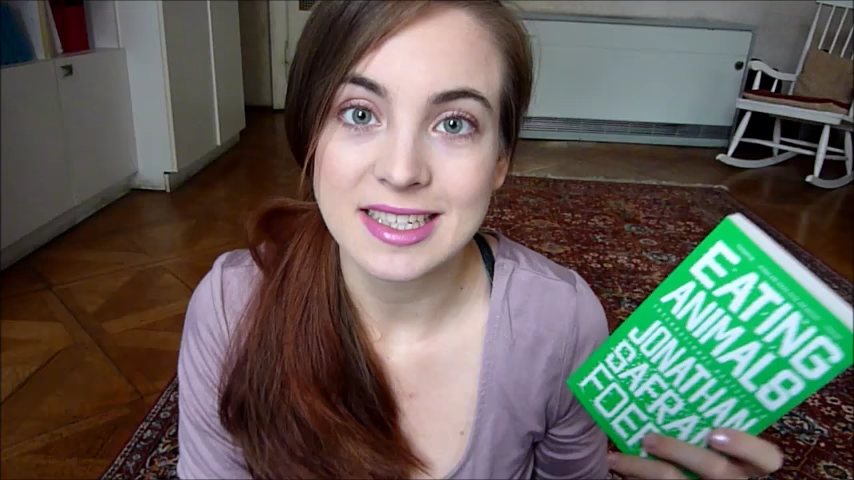 EATING
ANIMALS
JONATHAN
SAFRAN
FOER